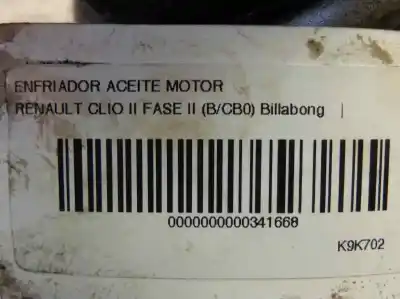 ENFRIADOR ACEITE MOTOR
RENAULT CLIO II FASE II (B/CB0) Billabong |
0000000000341668
K9K702